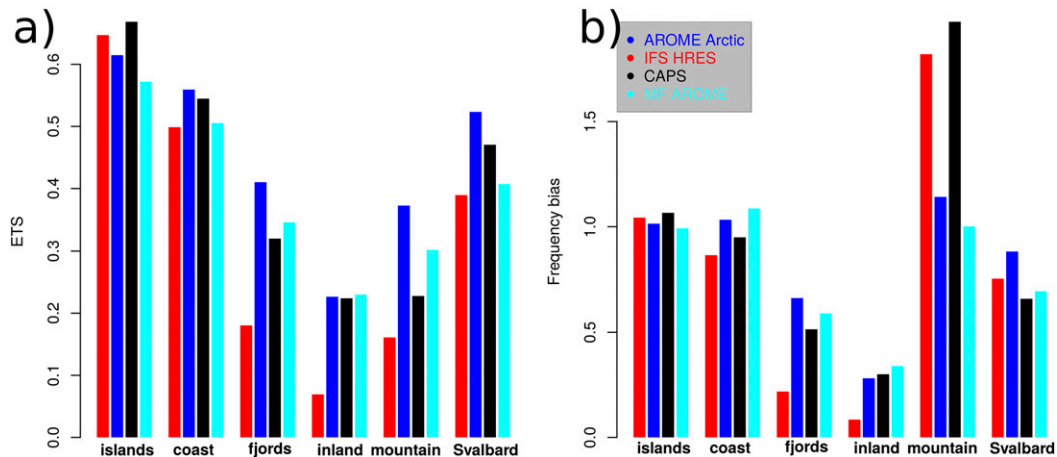 a)
ETS
0.6
0.5
0.4
0.3
0.2
0.1
0.0
islands coast fjords inland mountain Svalbard
b)
AROME Arctic
IFS HRES
CAPS
MF AROME
Frequency bias
1.5
1.0
0.5
0.0
islands coast fjords inland mountain Svalbard